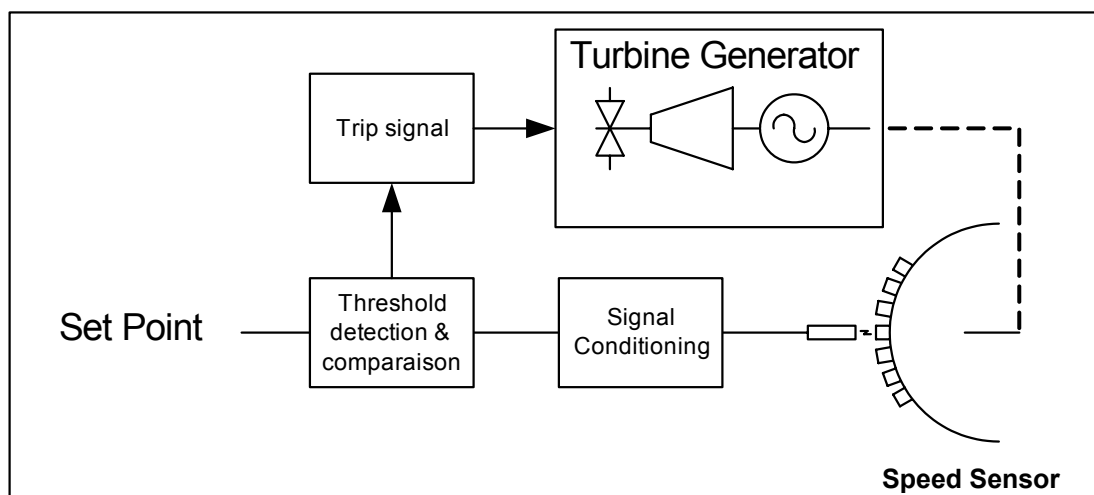 Turbine Generator
Trip signal
Set Point
Threshold
detection &
comparaison
Signal
Conditioning
Speed Sensor